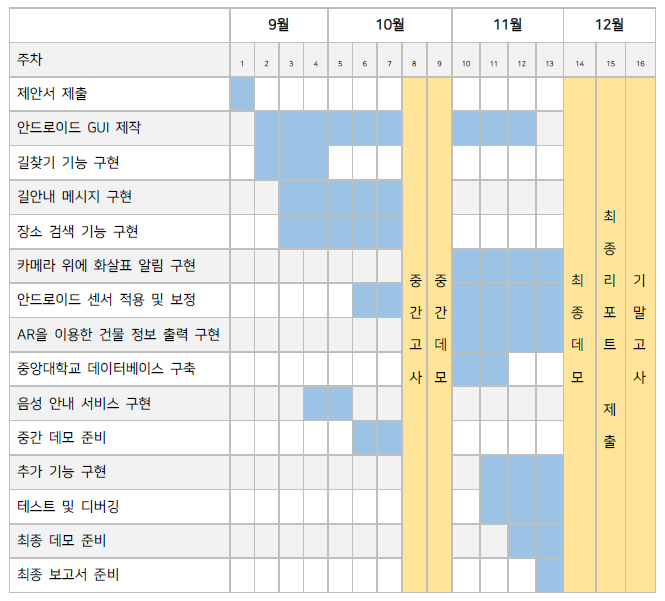 9월 10월 11월 12월
주차 1 2 3 4 5 6 7 8 9 10 11 12 13 14 15 16
제안서 제출
안드로이드 GUI 제작
길찾기 기능 구현
길안내 메시지 구현
장소 검색 기능 구현
카메라 위에 화살표 알림 구현
안드로이드 센서 적용 및 보정
AR을 이용한 건물 정보 출력 구현
중앙대학교 데이터베이스 구축
음성 안내 서비스 구현
중간 데모 준비
추가 기능 구현
테스트 및 디버깅
최종 데모 준비
최종 보고서 준비
중간고사
중간데모
최종데모
최종리포트 제출
기말고사